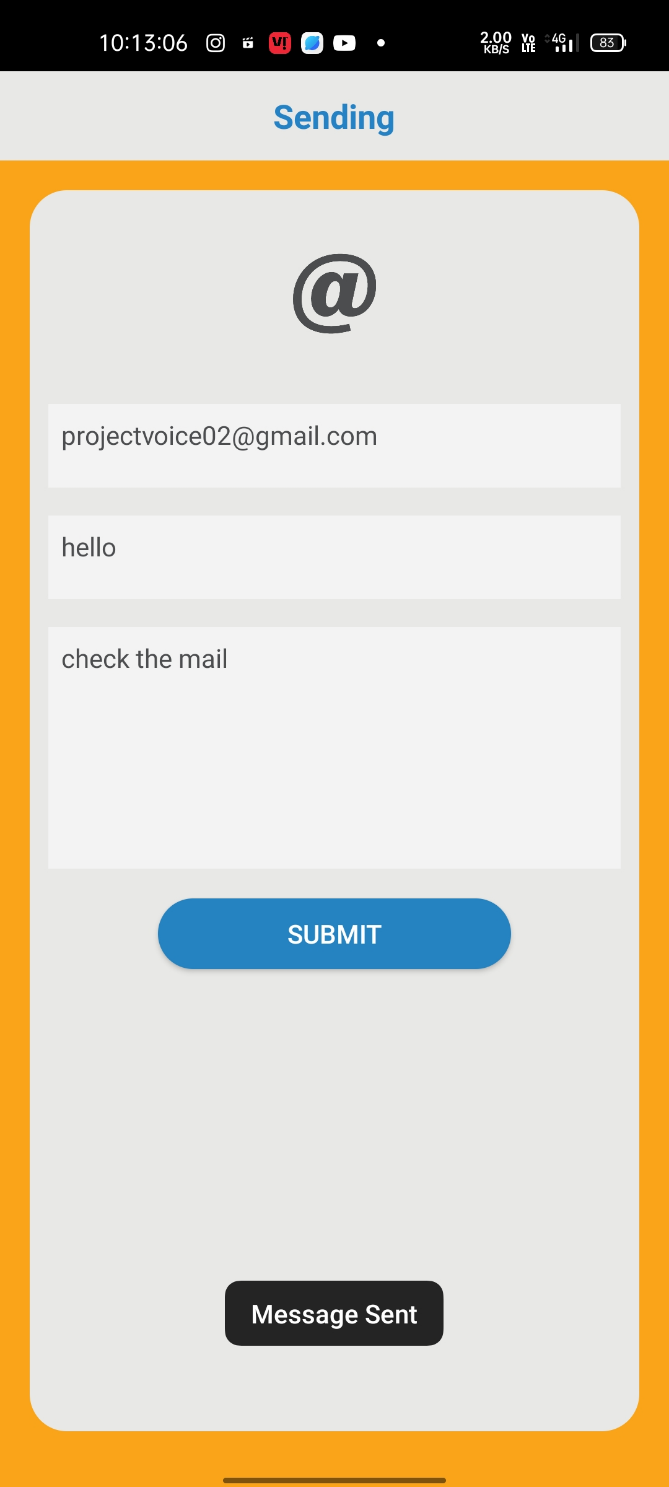 10:13:06 VI 2.00 KB/S Vo LTE 4G 83
Sending
@
projectvoice02@gmail.com
hello
check the mail
SUBMIT
Message Sent